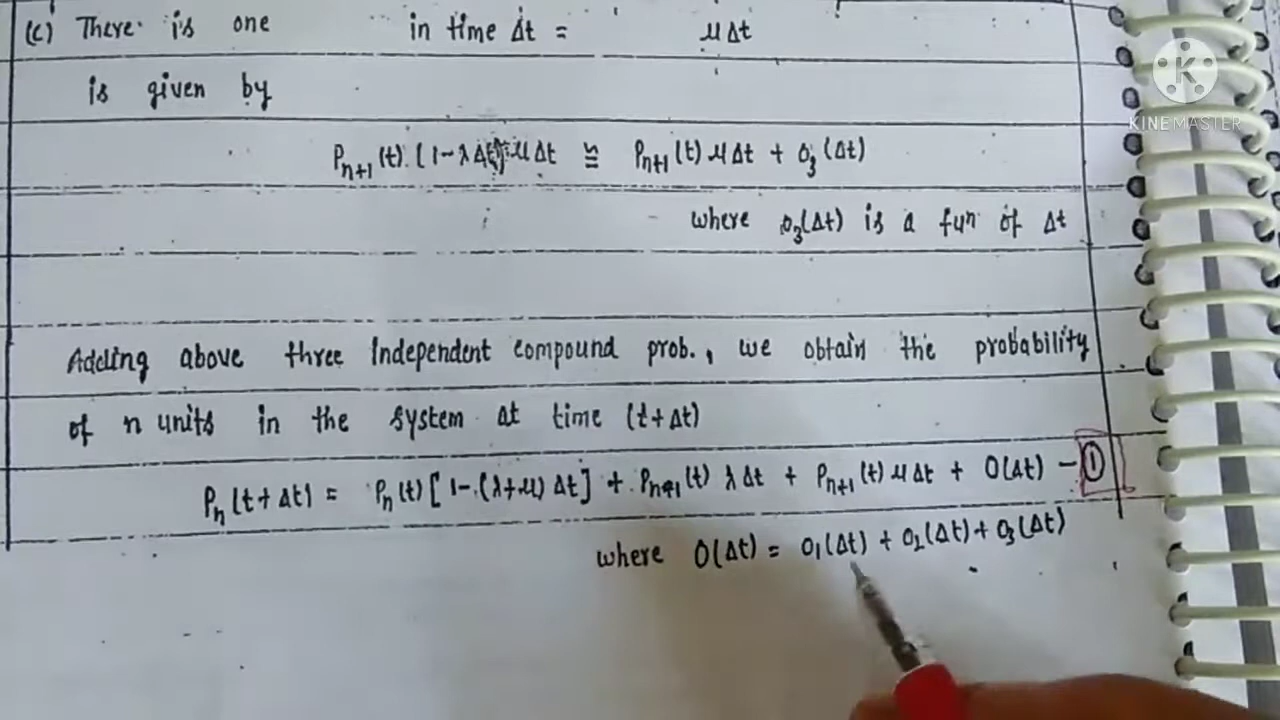 (c) There is one in time Δt = μΔt
is given by
Pn+1(t).(1-λΔt).μΔt ≅ Pn+1(t) μΔt + O3(Δt)
where O3(Δt) is a fun of Δt
Adding above three Independent compound prob., we obtain the probability
of n units in the system at time (t+Δt)
Pn(t+Δt) = Pn(t)[1-(λ+μ)Δt] + Pn-1(t) λΔt + Pn+1(t) μΔt + O(Δt) - ①
where O(Δt) = O1(Δt) + O2(Δt) + O3(Δt)
K
KINEMASTER